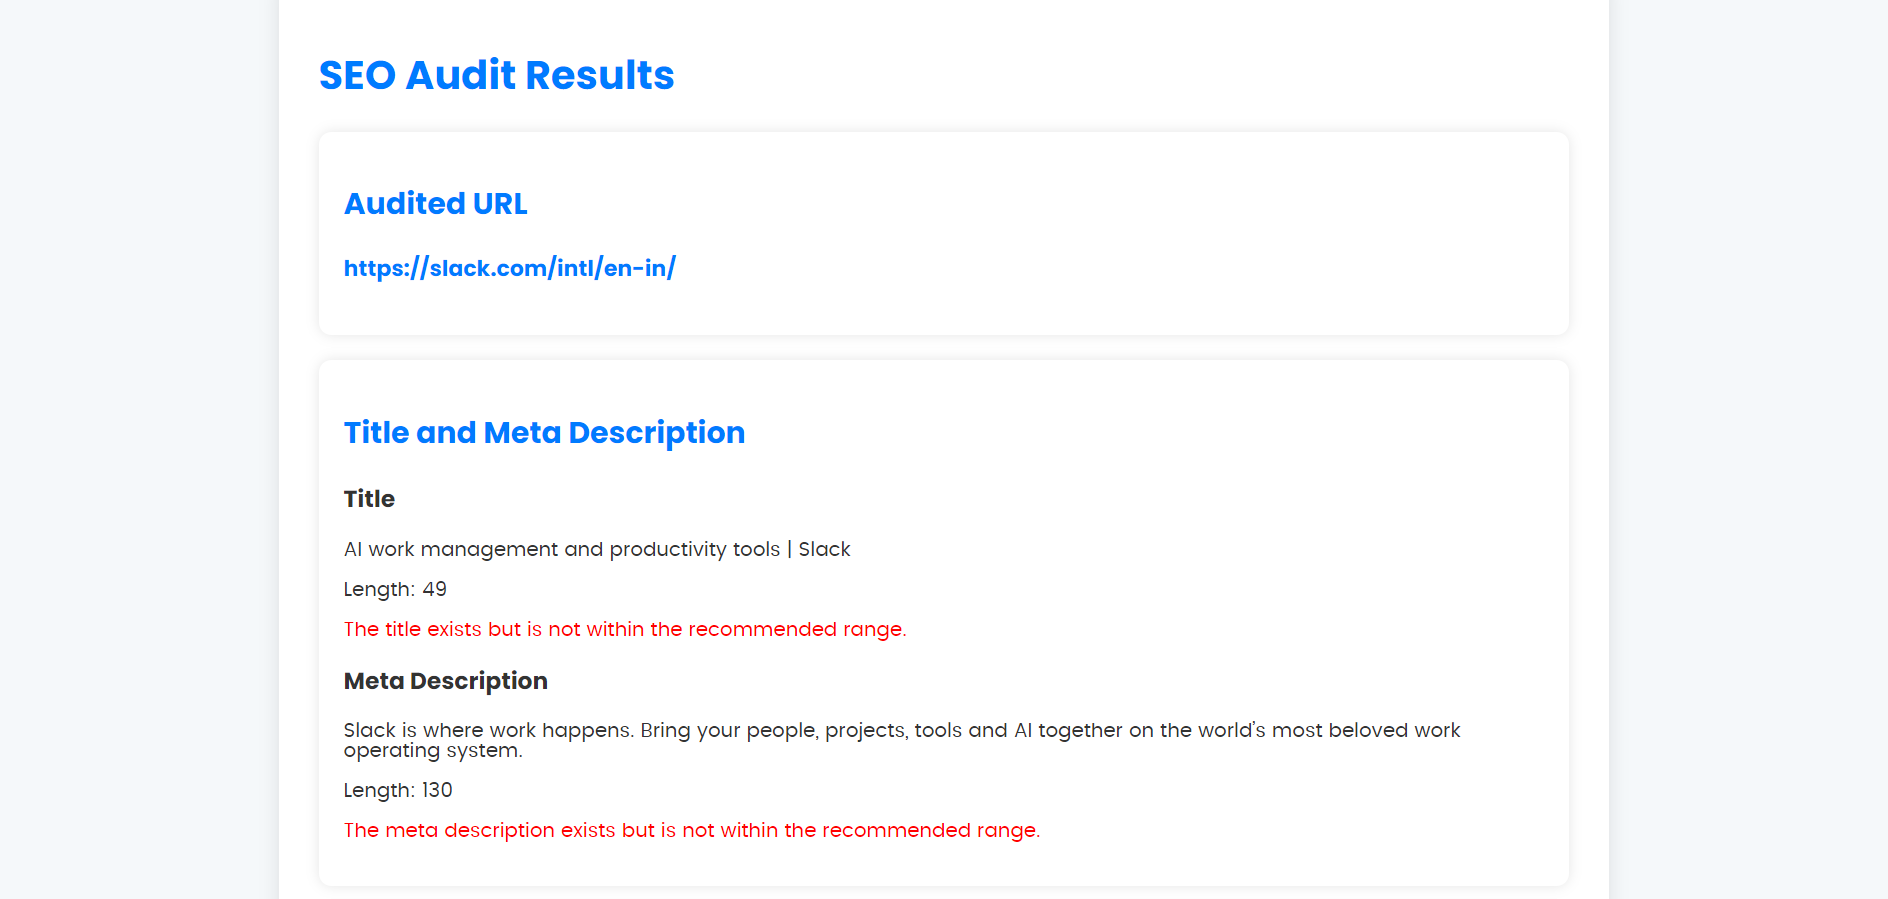 SEO Audit Results
Audited URL
https://slack.com/intl/en-in/
Title and Meta Description
Title
AI work management and productivity tools | Slack
Length: 49
The title exists but is not within the recommended range.
Meta Description
Slack is where work happens. Bring your people, projects, tools and AI together on the world’s most beloved work
operating system.
Length: 130
The meta description exists but is not within the recommended range.